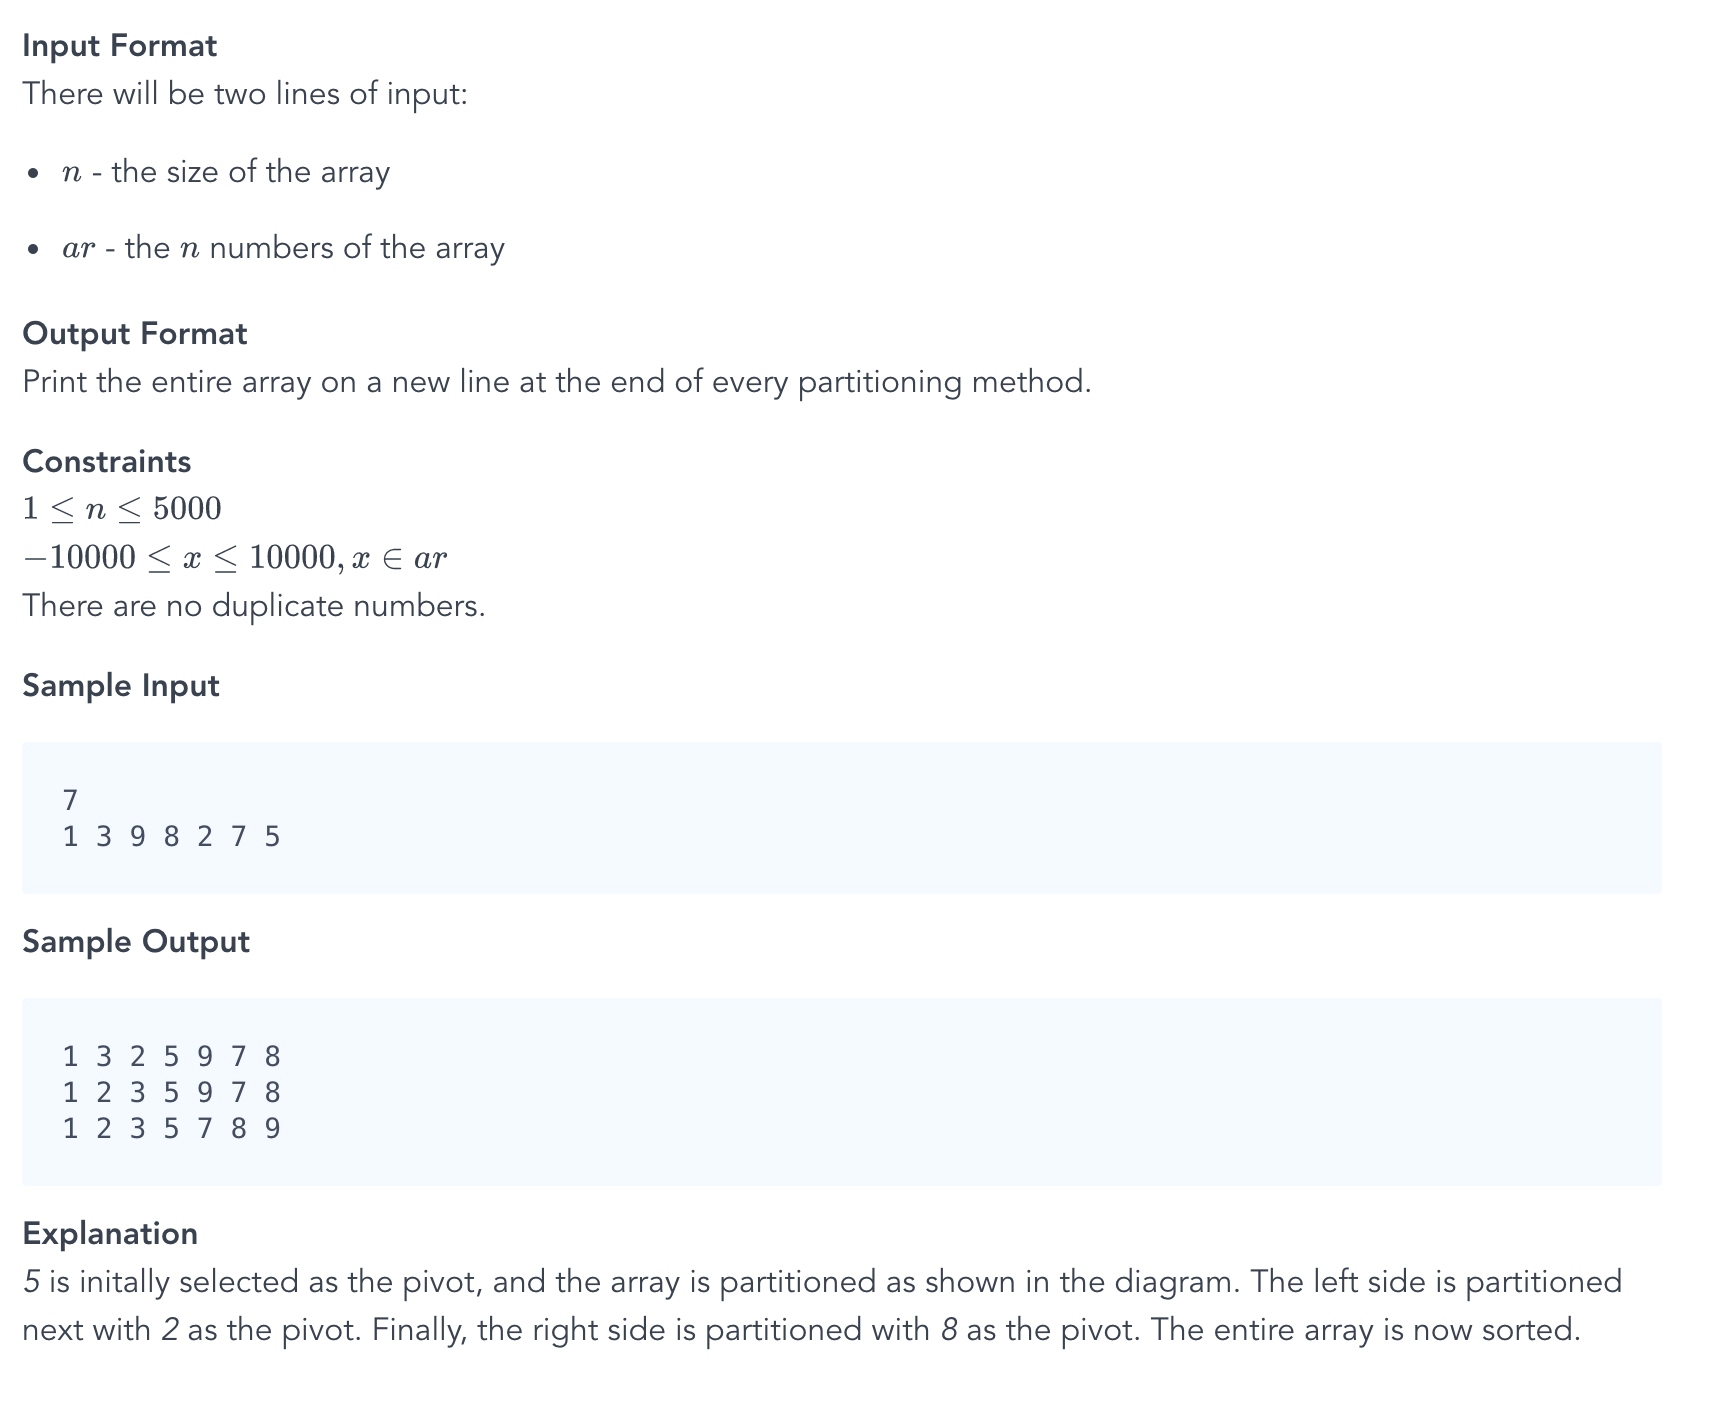 Input Format
There will be two lines of input:
• n - the size of the array
• ar - the n numbers of the array
Output Format
Print the entire array on a new line at the end of every partitioning method.
Constraints
1 ≤ n ≤ 5000
−10000 ≤ x ≤ 10000, x ∈ ar
There are no duplicate numbers.
Sample Input
7
1 3 9 8 2 7 5
Sample Output
1 3 2 5 9 7 8
1 2 3 5 9 7 8
1 2 3 5 7 8 9
Explanation
5 is initally selected as the pivot, and the array is partitioned as shown in the diagram. The left side is partitioned
next with 2 as the pivot. Finally, the right side is partitioned with 8 as the pivot. The entire array is now sorted.